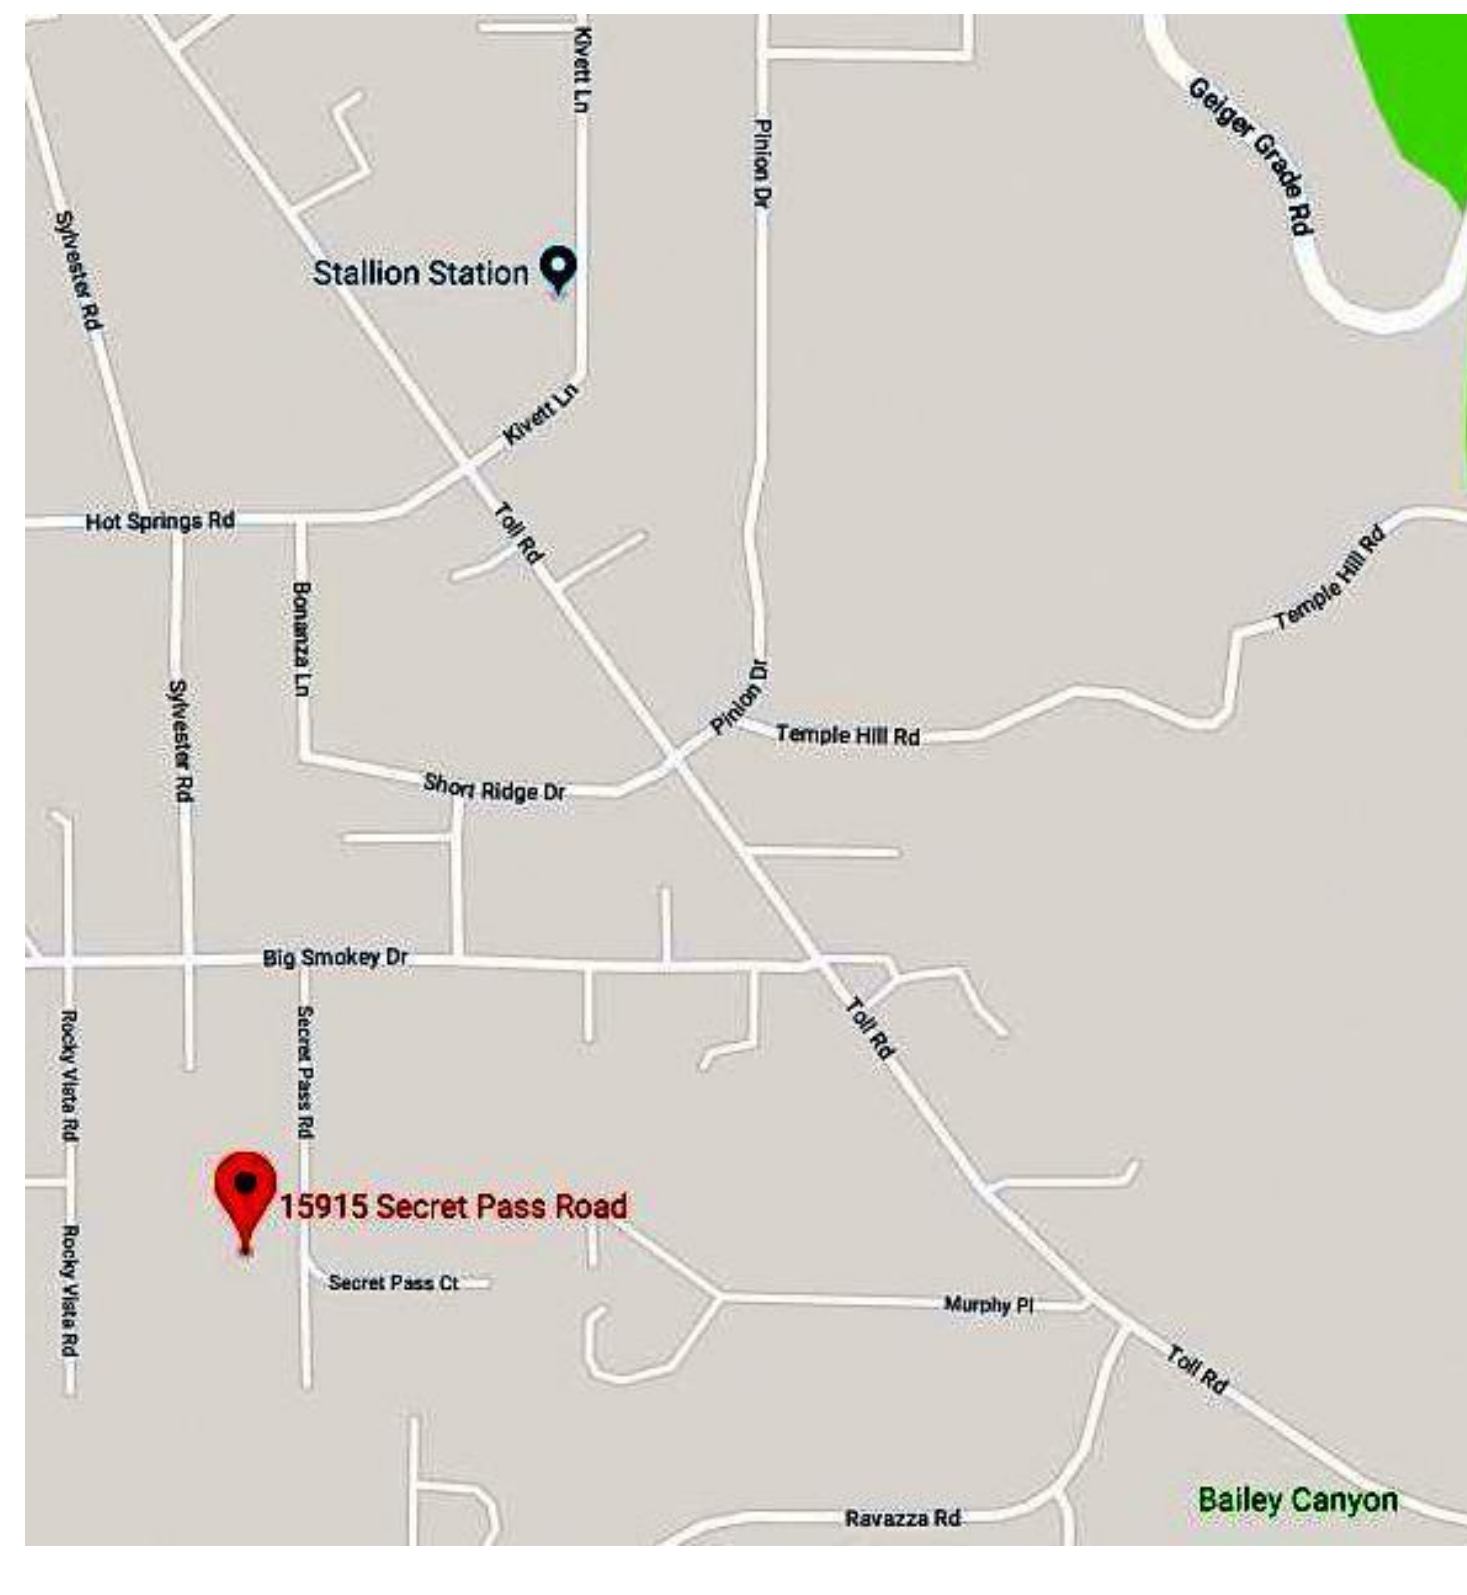 Kivett Ln
Geiger Grade Rd
Pinion Dr
Sylvester Rd
Stallion Station
Kivett Ln
Hot Springs Rd
Toll Rd
Temple Hill Rd
Bonanza Ln
Pinion Dr
Sylvester Rd
Temple Hill Rd
Short Ridge Dr
Big Smokey Dr
Toll Rd
Rocky Vista Rd
Secret Pass Rd
15915 Secret Pass Road
Rocky Vista Rd
Secret Pass Ct
Murphy Pl
Toll Rd
Bailey Canyon
Ravazza Rd